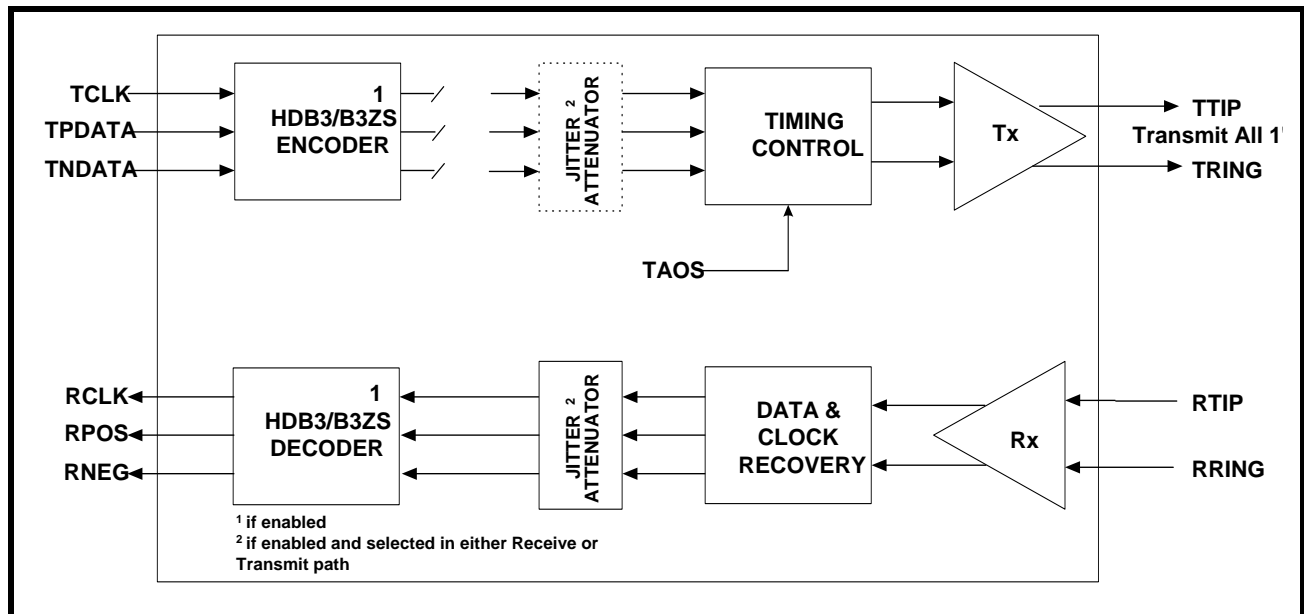 TCLK
TPDATA
TNDATA
1
HDB3/B3ZS
ENCODER
JITTER 2
ATTENUATOR
TIMING
CONTROL
Tx
TTIP
Transmit All 1'
TRING
TAOS
RCLK
RPOS
RNEG
1
HDB3/B3ZS
DECODER
JITTER 2
ATTENUATOR
DATA &
CLOCK
RECOVERY
Rx
RTIP
RRING
1 if enabled
2 if enabled and selected in either Receive or
Transmit path